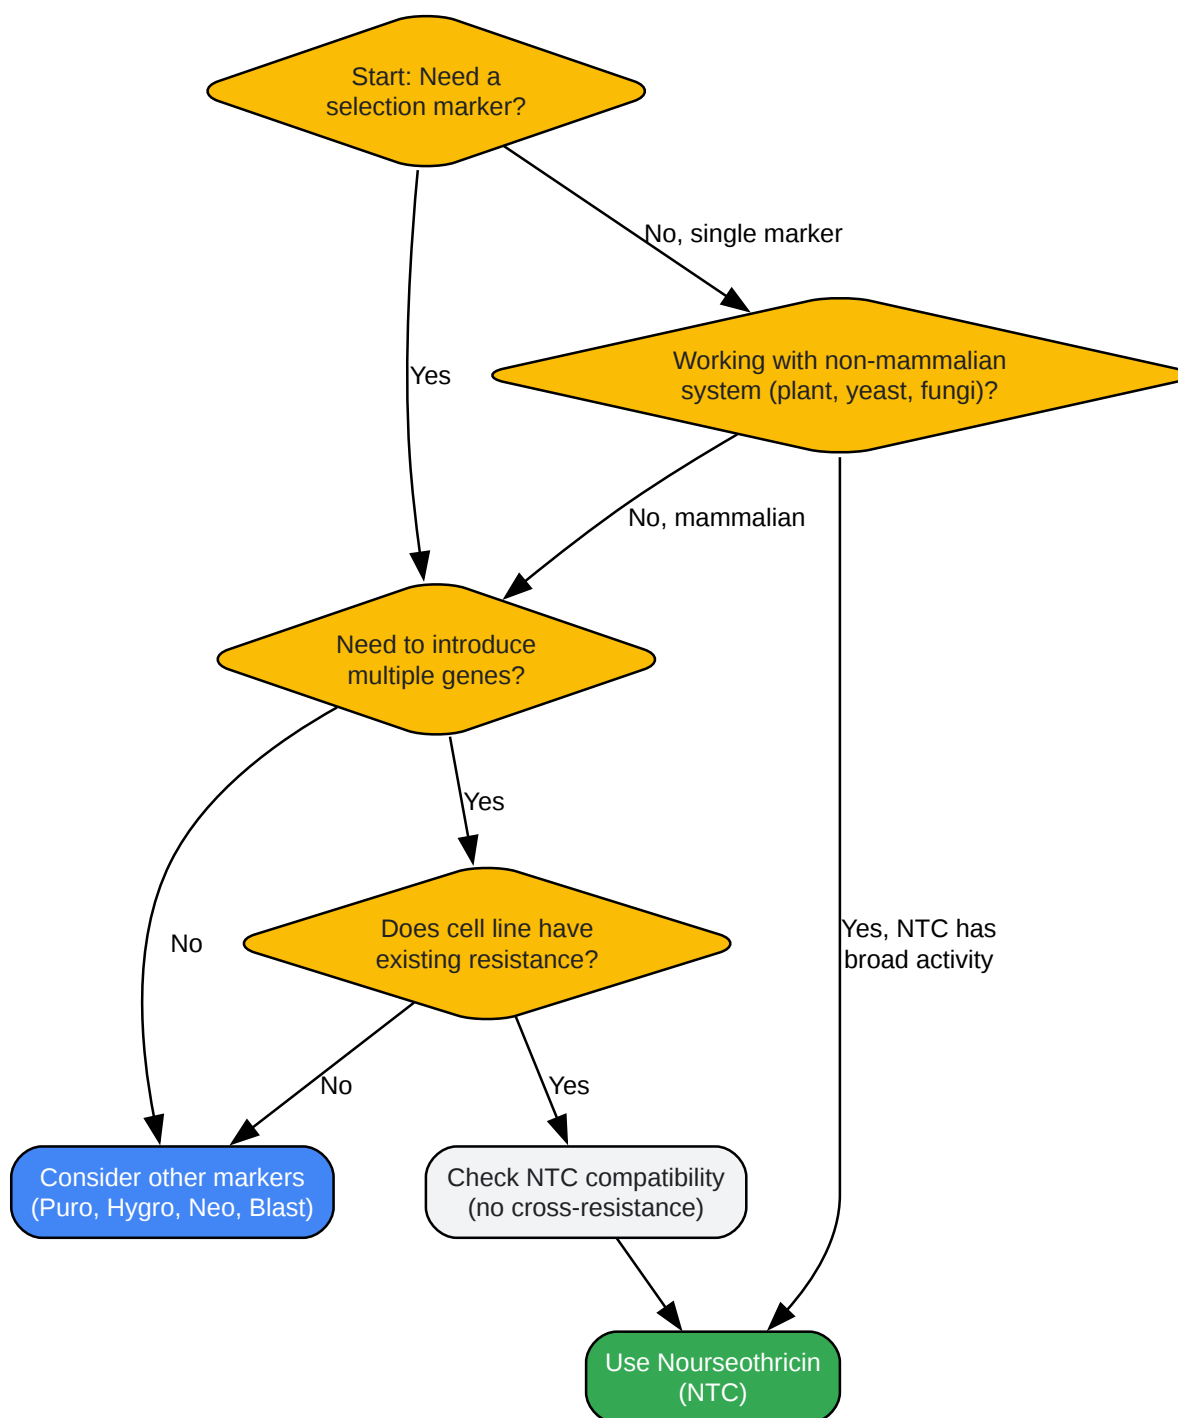 Start: Need a
selection marker?
No, single marker
Working with non-mammalian
system (plant, yeast, fungi)?
Yes
No, mammalian
Need to introduce
multiple genes?
Yes
Does cell line have
existing resistance?
No
Yes, NTC has
broad activity
No
Yes
Consider other markers
(Puro, Hygro, Neo, Blast)
Check NTC compatibility
(no cross-resistance)
Use Nourseothricin
(NTC)